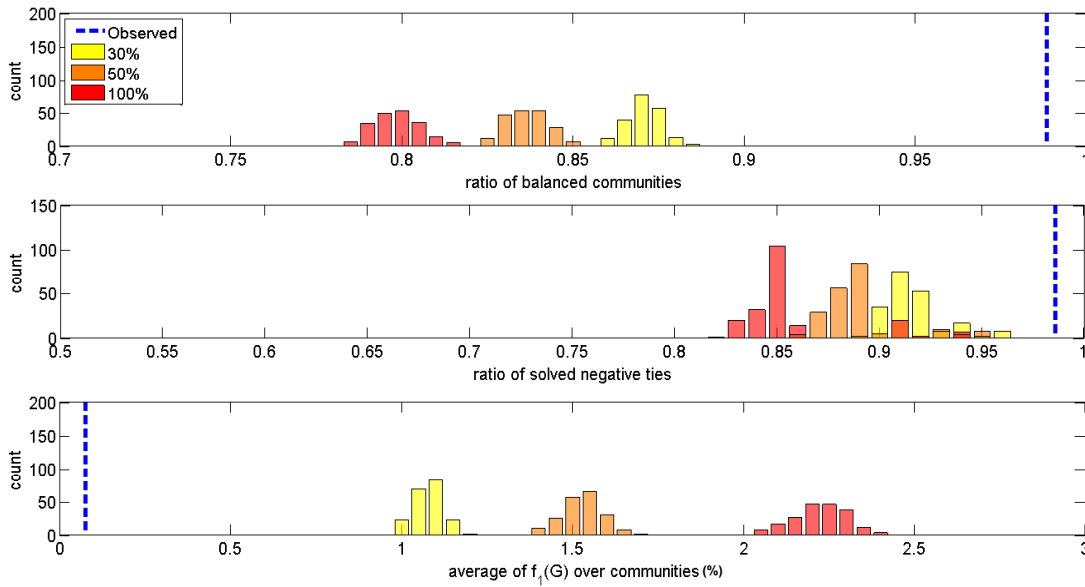 200
150
100
50
0
count
Observed
30%
50%
100%
0.7 0.75 0.8 0.85 0.9 0.95 1
ratio of balanced communities
150
100
50
0
count
0.5 0.55 0.6 0.65 0.7 0.75 0.8 0.85 0.9 0.95 1
ratio of solved negative ties
200
150
100
50
0
count
0 0.5 1 1.5 2 2.5 3
average of f1(G) over communities (%)